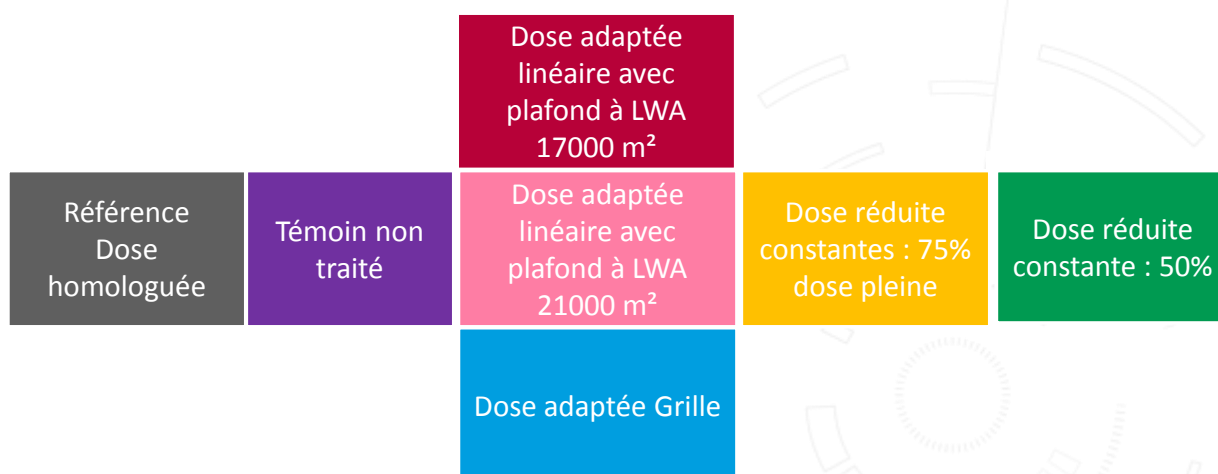 Dose adaptée
linéaire avec
plafond à LWA
17000 m²
Référence
Dose
homologuée
Témoin non
traité
Dose adaptée
linéaire avec
plafond à LWA
21000 m²
Dose réduite
constantes : 75%
dose pleine
Dose réduite
constante : 50%
Dose adaptée Grille